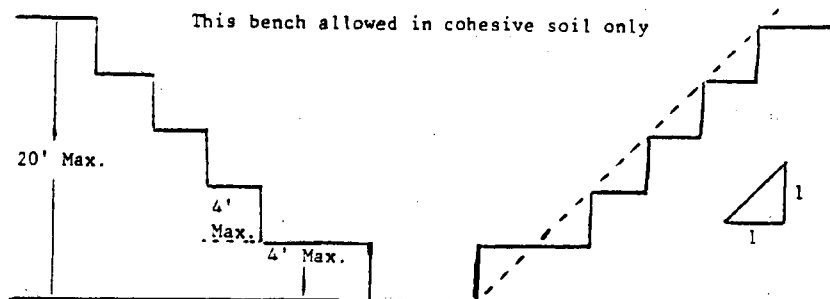 This bench allowed in cohesive soil only
20' Max.
4'
Max.
4' Max.
1
1